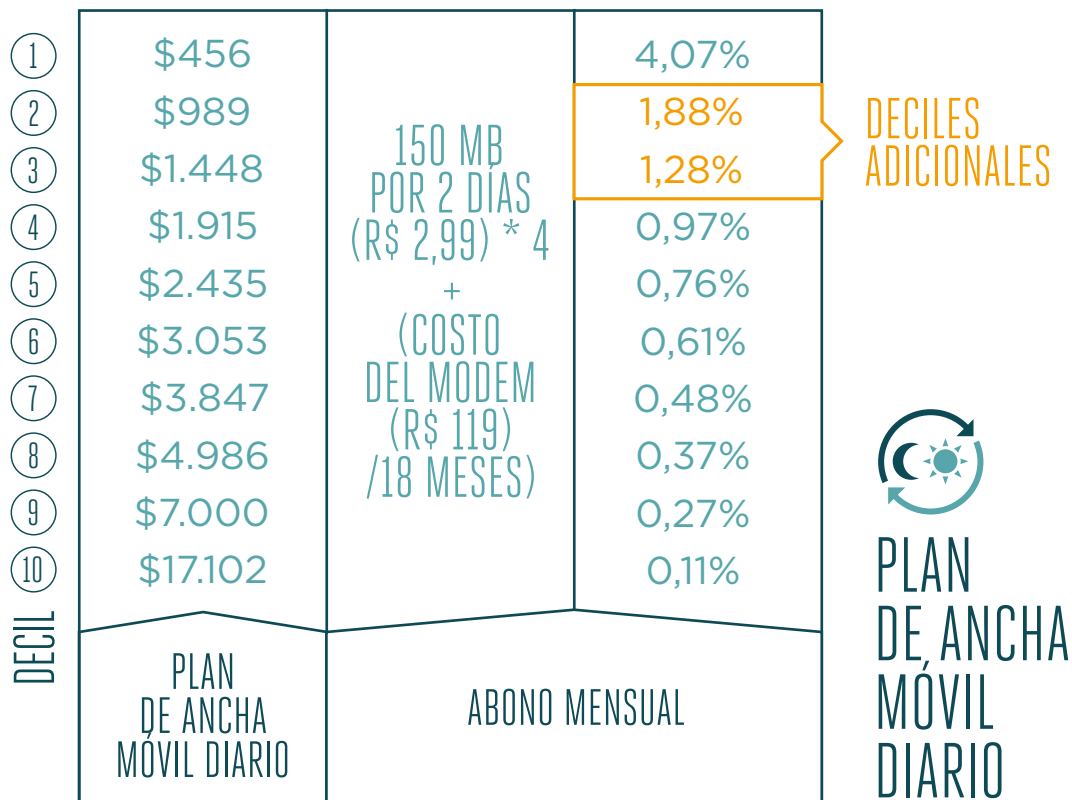 1 $456 4,07%
2 $989 1,88%
3 $1.448 1,28%
4 $1.915 0,97%
5 $2.435 0,76%
6 $3.053 0,61%
7 $3.847 0,48%
8 $4.986 0,37%
9 $7.000 0,27%
10 $17.102 0,11%
150 MB
POR 2 DÍAS
(R$ 2,99) * 4
+
(COSTO
DEL MODEM
(R$ 119)
/18 MESES)
DECILES
ADICIONALES
DECIL
PLAN
DE ANCHA
MÓVIL DIARIO
ABONO MENSUAL
PLAN
DE ANCHA
MÓVIL
DIARIO